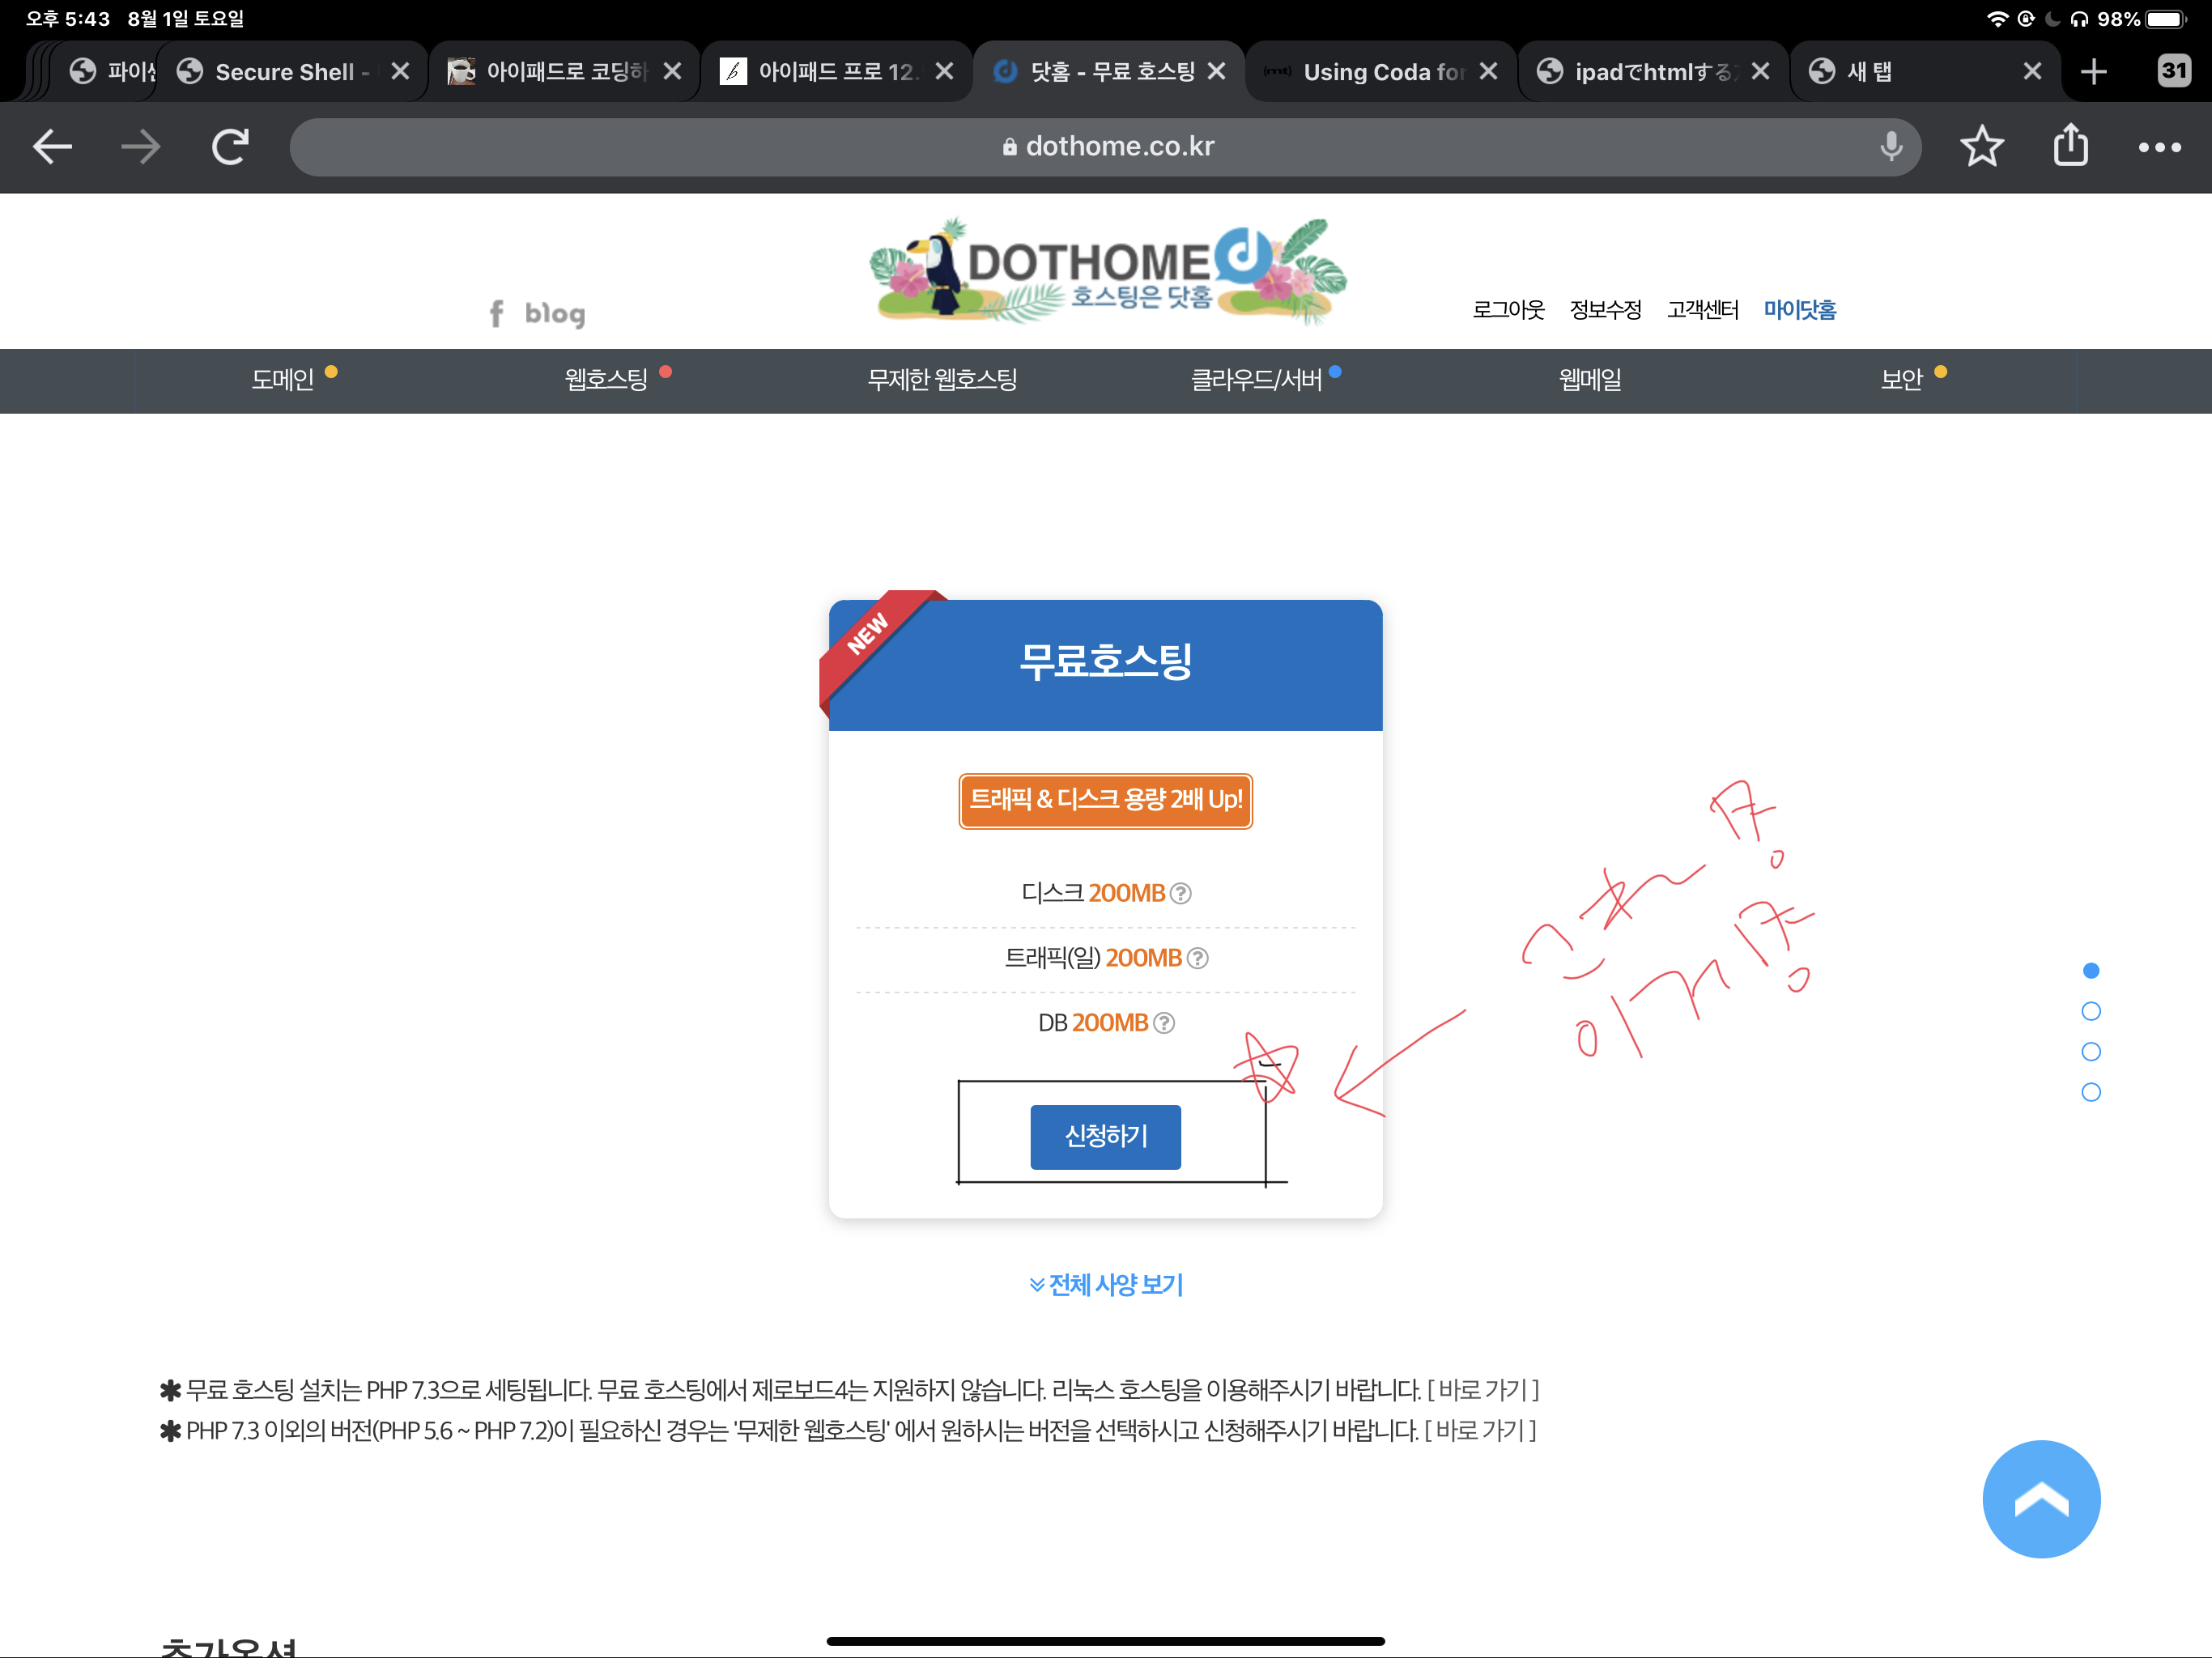 오후 5:43 8월 1일 토요일
98%
파이썬
Secure Shell -
아이패드로 코딩하
아이패드 프로 12.
닷홈 - 무료 호스팅
(mt) Using Coda for
ipadでhtmlする
새 탭
31
dothome.co.kr
DOTHOME
호스팅은 닷홈
f blog
로그아웃 정보수정 고객센터 마이닷홈
도메인 웹호스팅 무제한 웹호스팅 클라우드/서버 웹메일 보안
NEW
무료호스팅
트래픽 & 디스크 용량 2배 Up!
디스크 200MB ?
트래픽(일) 200MB ?
DB 200MB ?
신청하기
전체 사양 보기
✱ 무료 호스팅 설치는 PHP 7.3으로 세팅됩니다. 무료 호스팅에서 제로보드4는 지원하지 않습니다. 리눅스 호스팅을 이용해주시기 바랍니다. [ 바로 가기 ]
✱ PHP 7.3 이외의 버전(PHP 5.6 ~ PHP 7.2)이 필요하신 경우는 '무제한 웹호스팅' 에서 원하시는 버전을 선택하시고 신청해주시기 바랍니다. [ 바로 가기 ]
추가옵션